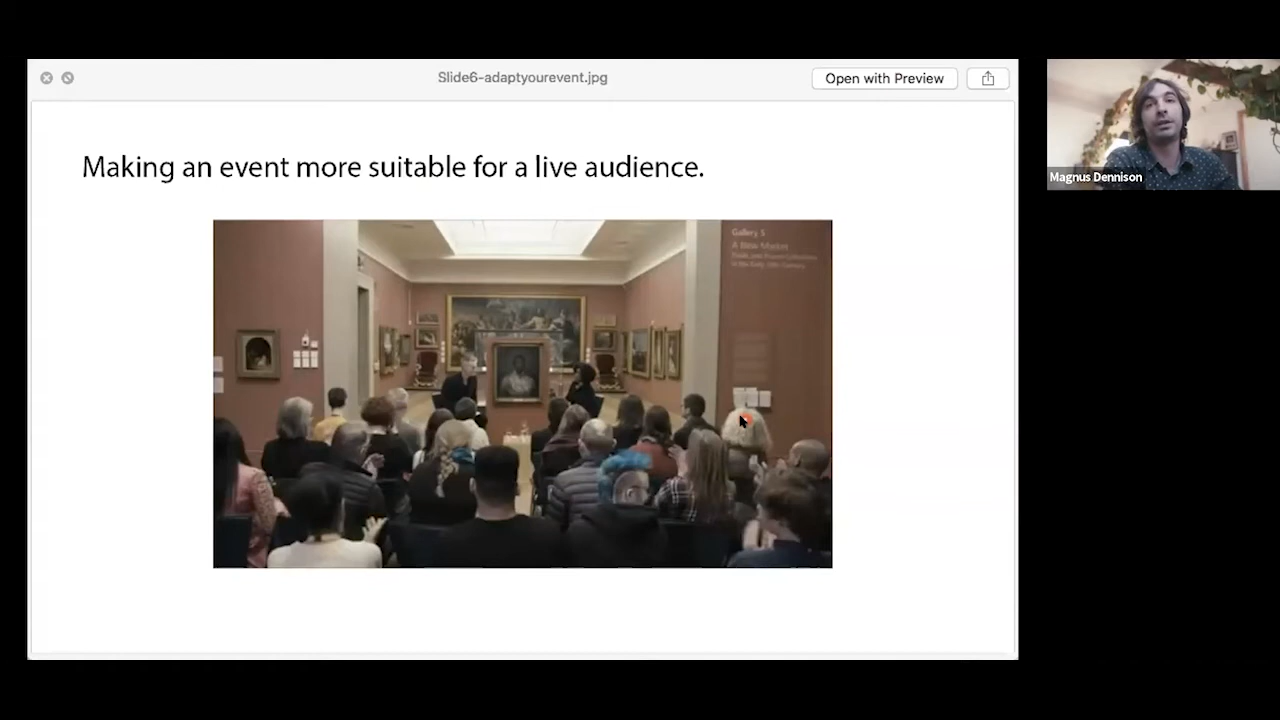 Slide6-adaptyourevent.jpg
Open with Preview
Making an event more suitable for a live audience.
Gallery 5
Magnus Dennison